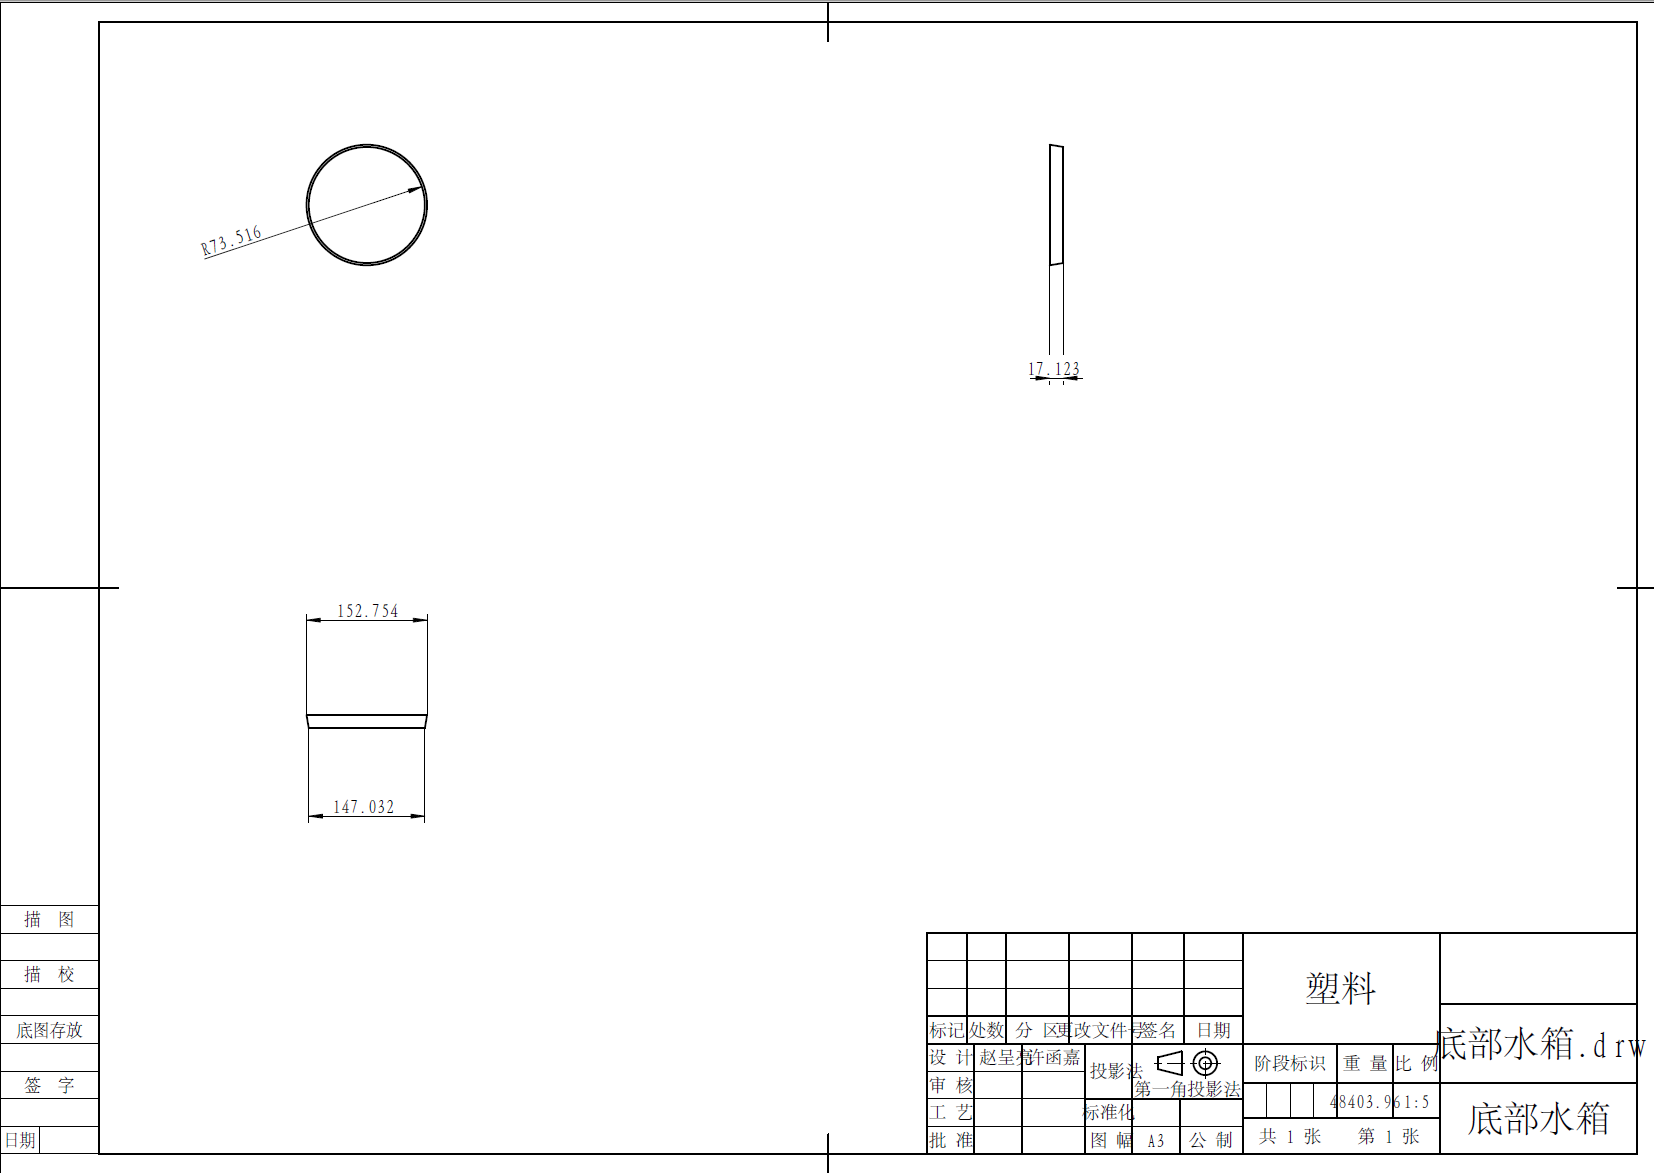 R73.516
17.123
152.754
147.032
描 图
描 校
底图存放
签 字
日期
标记 处数 分 区 更改文件号 签名 日期
设 计 赵呈亮 许函嘉
审 核
工 艺
批 准
投影法
第一角投影法
标准化
图 幅 A3 公 制
塑料
阶段标识 重 量 比 例
48403.96 1:5
共 1 张 第 1 张
底部水箱.drw
底部水箱